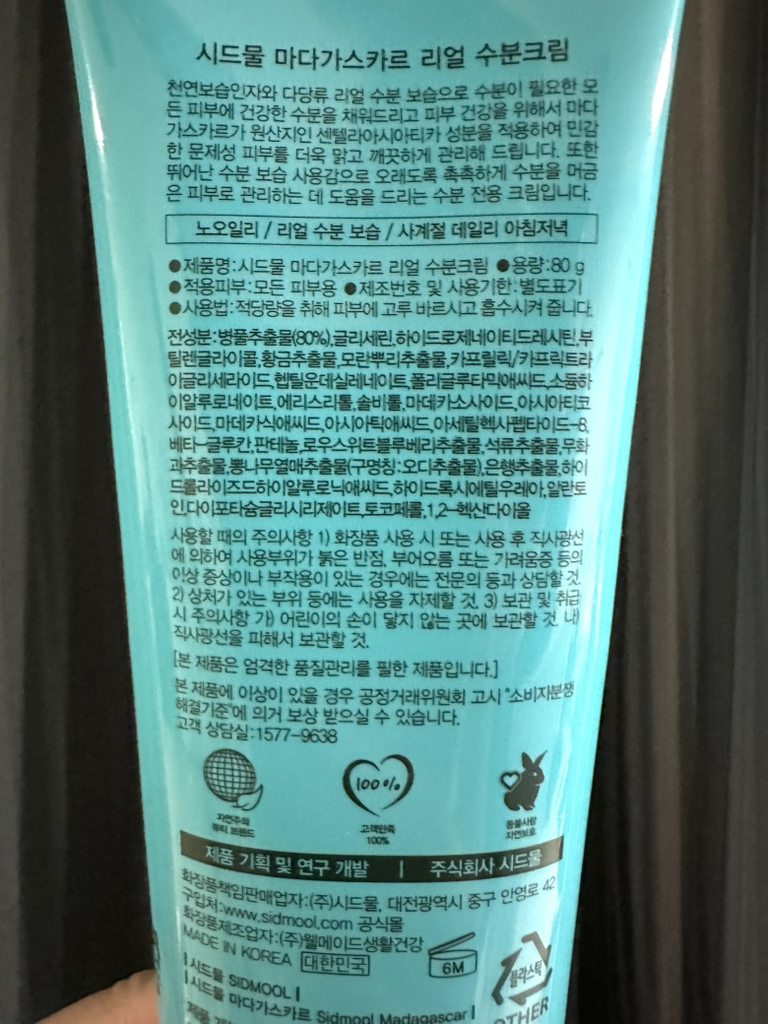 시드물 마다가스카르 리얼 수분크림
천연보습인자와 다당류 리얼 수분 보습으로 수분이 필요한 모
든 피부에 건강한 수분을 채워드리고 피부 건강을 위해서 마다
가스카르가 원산지인 센텔라아시아티카 성분을 적용하여 민감
한 문제성 피부를 더욱 맑고 깨끗하게 관리해 드립니다. 또한
뛰어난 수분 보습 사용감으로 오래도록 촉촉하게 수분을 머금
은 피부로 관리하는 데 도움을 드리는 수분 전용 크림입니다.
노오일리 / 리얼 수분 보습 / 사계절 데일리 아침저녁
●제품명:시드물 마다가스카르 리얼 수분크림 ●용량:80 g
●적용피부:모든 피부용 ●제조번호 및 사용기한:별도표기
●사용법:적당량을 취해 피부에 고루 바르시고 흡수시켜 줍니다.
전성분:병풀추출물(80%),글리세린,하이드로제네이티드레시틴,부
틸렌글라이콜,황금추출물,모란뿌리추출물,카프릴릭/카프릭트라
이글리세라이드,헵틸운데실레네이트,폴리글루타믹애씨드,소듐하
이알루로네이트,에리스리톨,솔비톨,마데카소사이드,아시아티코
사이드,마데카식애씨드,아시아틱애씨드,아세틸헥사펩타이드-8,
베타-글루칸,판테놀,로우스위트블루베리추출물,석류추출물,무화
과추출물,뽕나무열매추출물(구명칭:오디추출물),은행추출물,하이
드롤라이즈드하이알루로닉애씨드,하이드록시에틸우레아,알란토
인,다이포타슘글리시리제이트,토코페롤,1,2-헥산다이올
사용할 때의 주의사항 1) 화장품 사용 시 또는 사용 후 직사광선
에 의하여 사용부위가 붉은 반점, 부어오름 또는 가려움증 등의
이상 증상이나 부작용이 있는 경우에는 전문의 등과 상담할 것.
2) 상처가 있는 부위 등에는 사용을 자제할 것. 3) 보관 및 취급
시 주의사항 가) 어린이의 손이 닿지 않는 곳에 보관할 것. 나)
직사광선을 피해서 보관할 것.
[본 제품은 엄격한 품질관리를 필한 제품입니다.]
본 제품에 이상이 있을 경우 공정거래위원회 고시 "소비자분쟁
해결기준"에 의거 보상 받으실 수 있습니다.
고객 상담실:1577-9638
100%
자연주의
뷰티 브랜드
고객만족
100%
동물사랑
자연보호
제품 기획 및 연구 개발 | 주식회사 시드물
화장품책임판매업자:(주)시드물, 대전광역시 중구 안영로 42
구입처:www.sidmool.com 공식몰
화장품제조업자:(주)웰메이드생활건강
MADE IN KOREA 대한민국
6M
플라스틱
OTHER
시드물 SIDMOOL
시드물 마다가스카르 Sidmool Madagascar